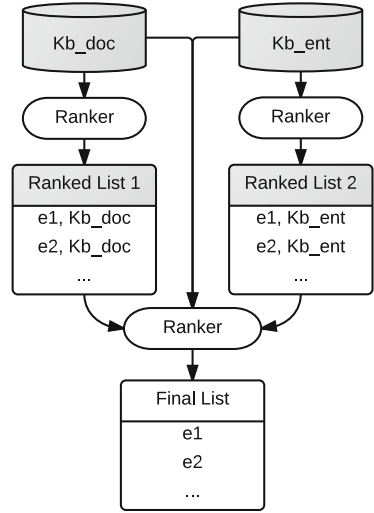 Kb_doc
Kb_ent
Ranker
Ranker
Ranked List 1
e1, Kb_doc
e2, Kb_doc
...
Ranked List 2
e1, Kb_ent
e2, Kb_ent
...
Ranker
Final List
e1
e2
...